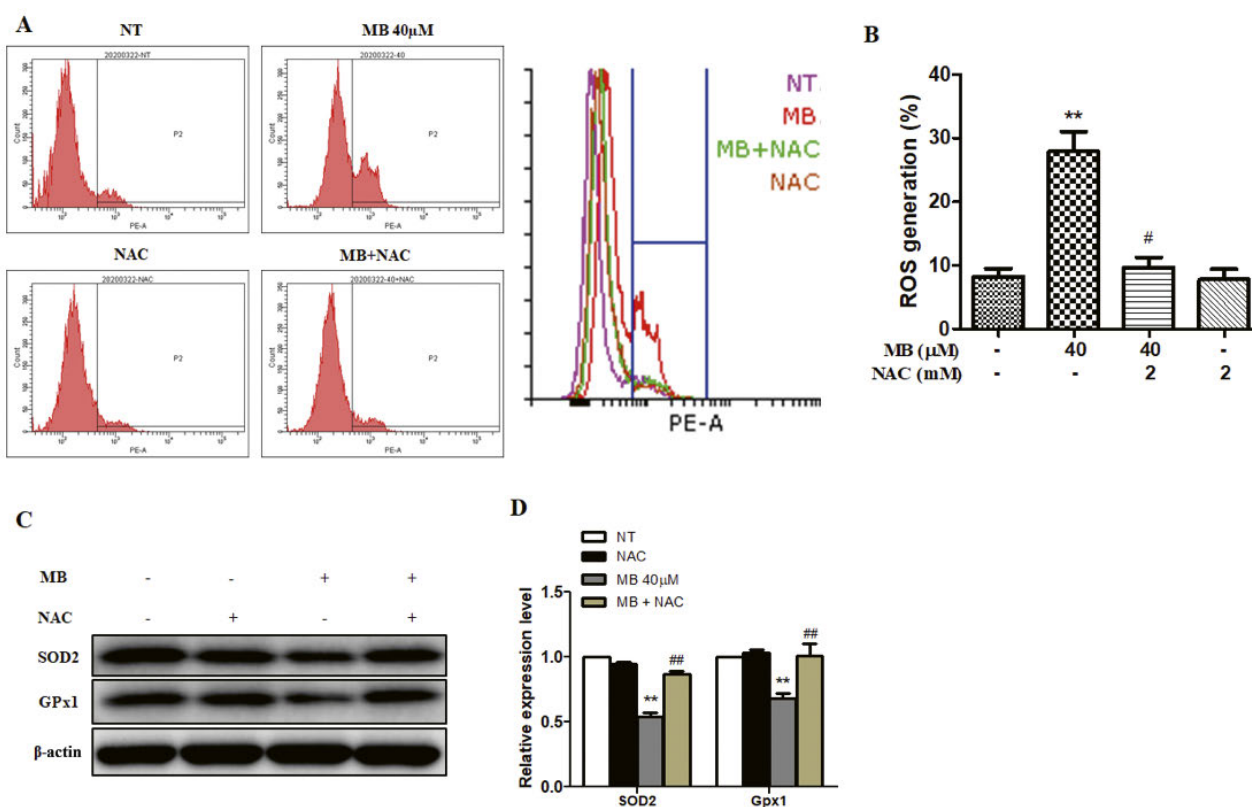 A
NT
20200322-NT
P2
Count
PE-A
MB 40μM
20200322-40
P2
Count
PE-A
NAC
20200322-NAC
P2
Count
PE-A
MB+NAC
20200322-40+NAC
P2
Count
PE-A
NT
MB
MB+NAC
NAC
PE-A
B
ROS generation (%)
40
30
20
10
0
**
#
MB (μM) - 40 40 -
NAC (mM) - - 2 2
C
MB - - + +
NAC - + - +
SOD2
GPx1
β-actin
D
NT
NAC
MB 40μM
MB + NAC
Relative expression level
1.5
1.0
0.5
0.0
**
##
**
##
SOD2
Gpx1